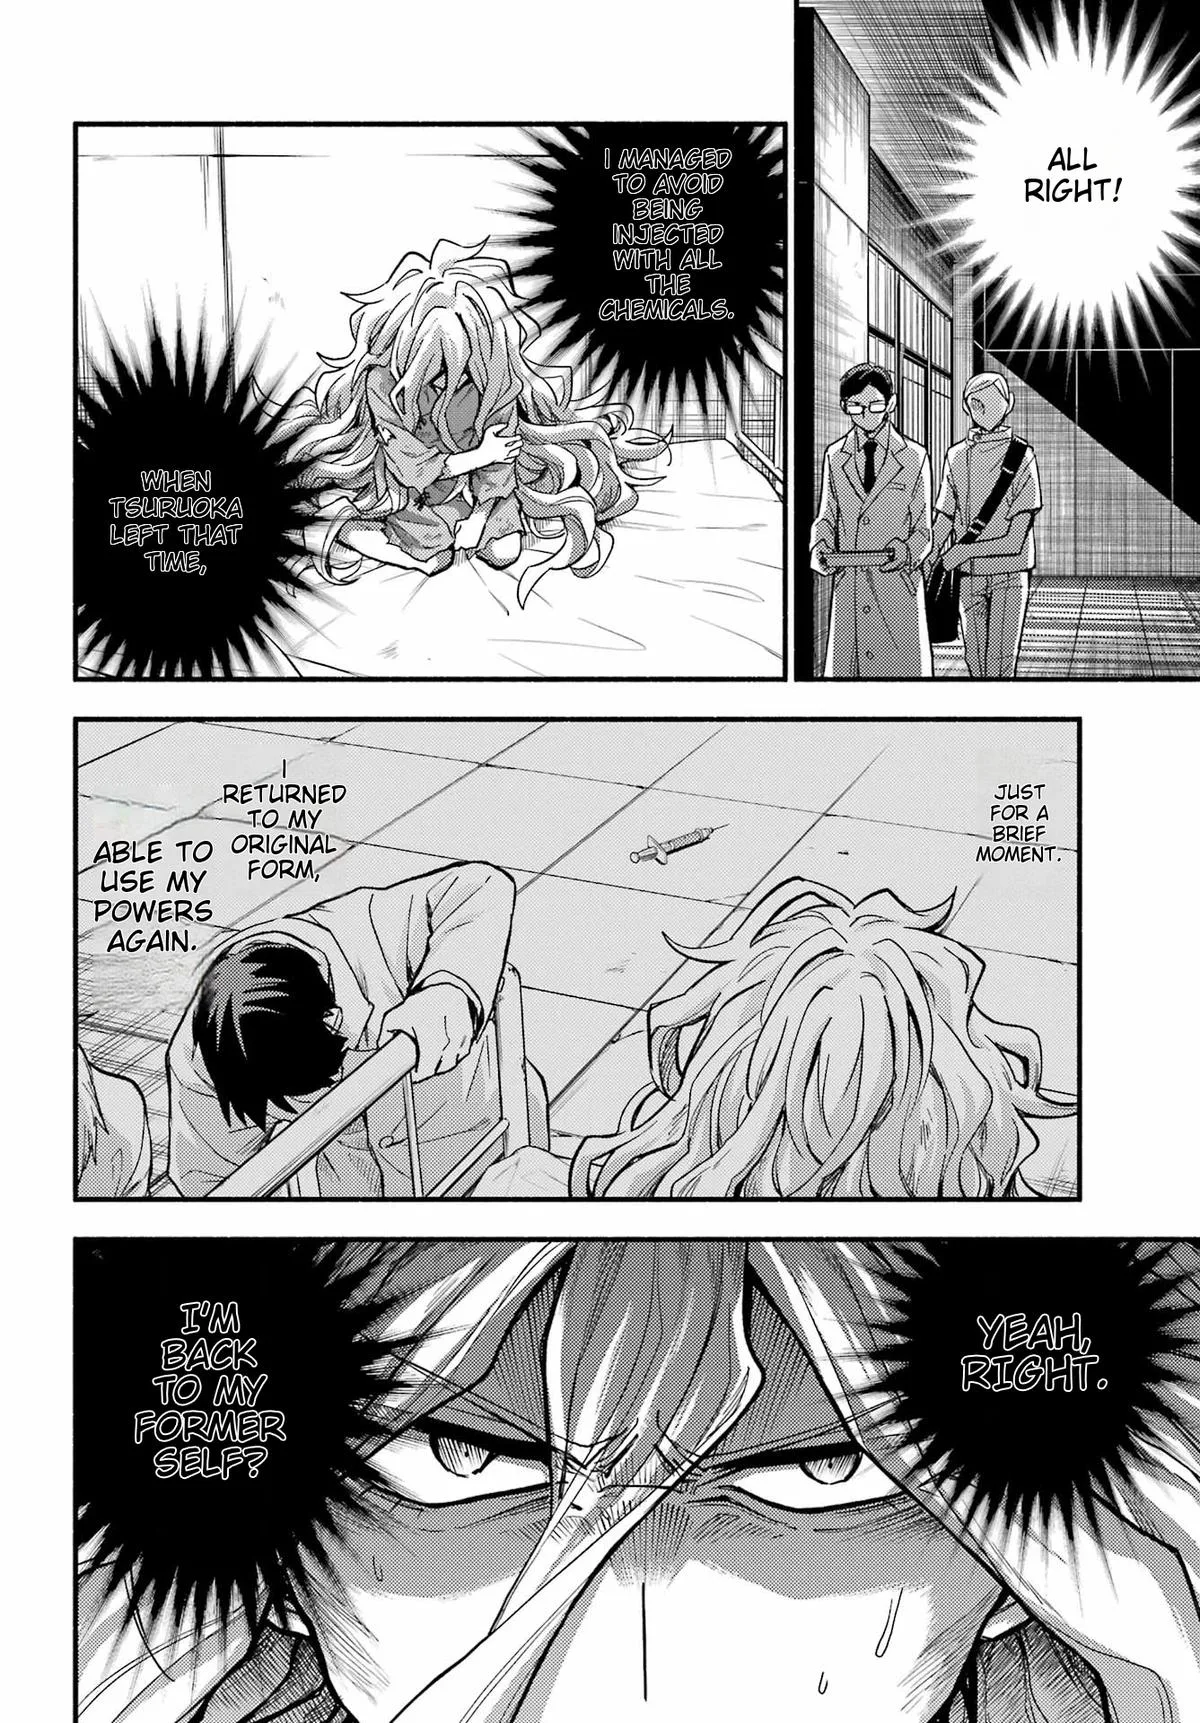 ALL
RIGHT!
I MANAGED
TO AVOID
BEING
INJECTED
WITH ALL
THE
CHEMICALS.
WHEN
TSURUOKA
LEFT THAT
TIME,
JUST
FOR A
BRIEF
MOMENT.
I
RETURNED
TO MY
ORIGINAL
FORM,
ABLE TO
USE MY
POWERS
AGAIN.
YEAH,
RIGHT.
I'M
BACK
TO MY
FORMER
SELF?